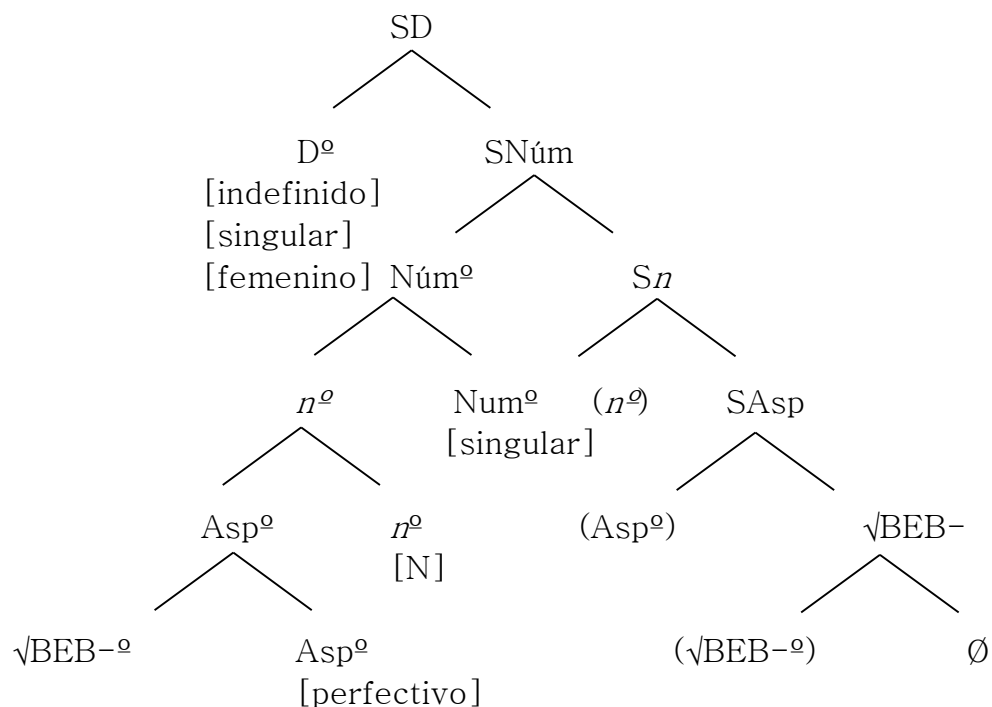 SD
Dº SNúm
[indefinido]
[singular]
[femenino] Númº Sn
nº Numº (nº) SAsp
[singular]
Aspº nº (Aspº) √BEB-
[N]
√BEB-º Aspº (√BEB-º) Ø
[perfectivo]